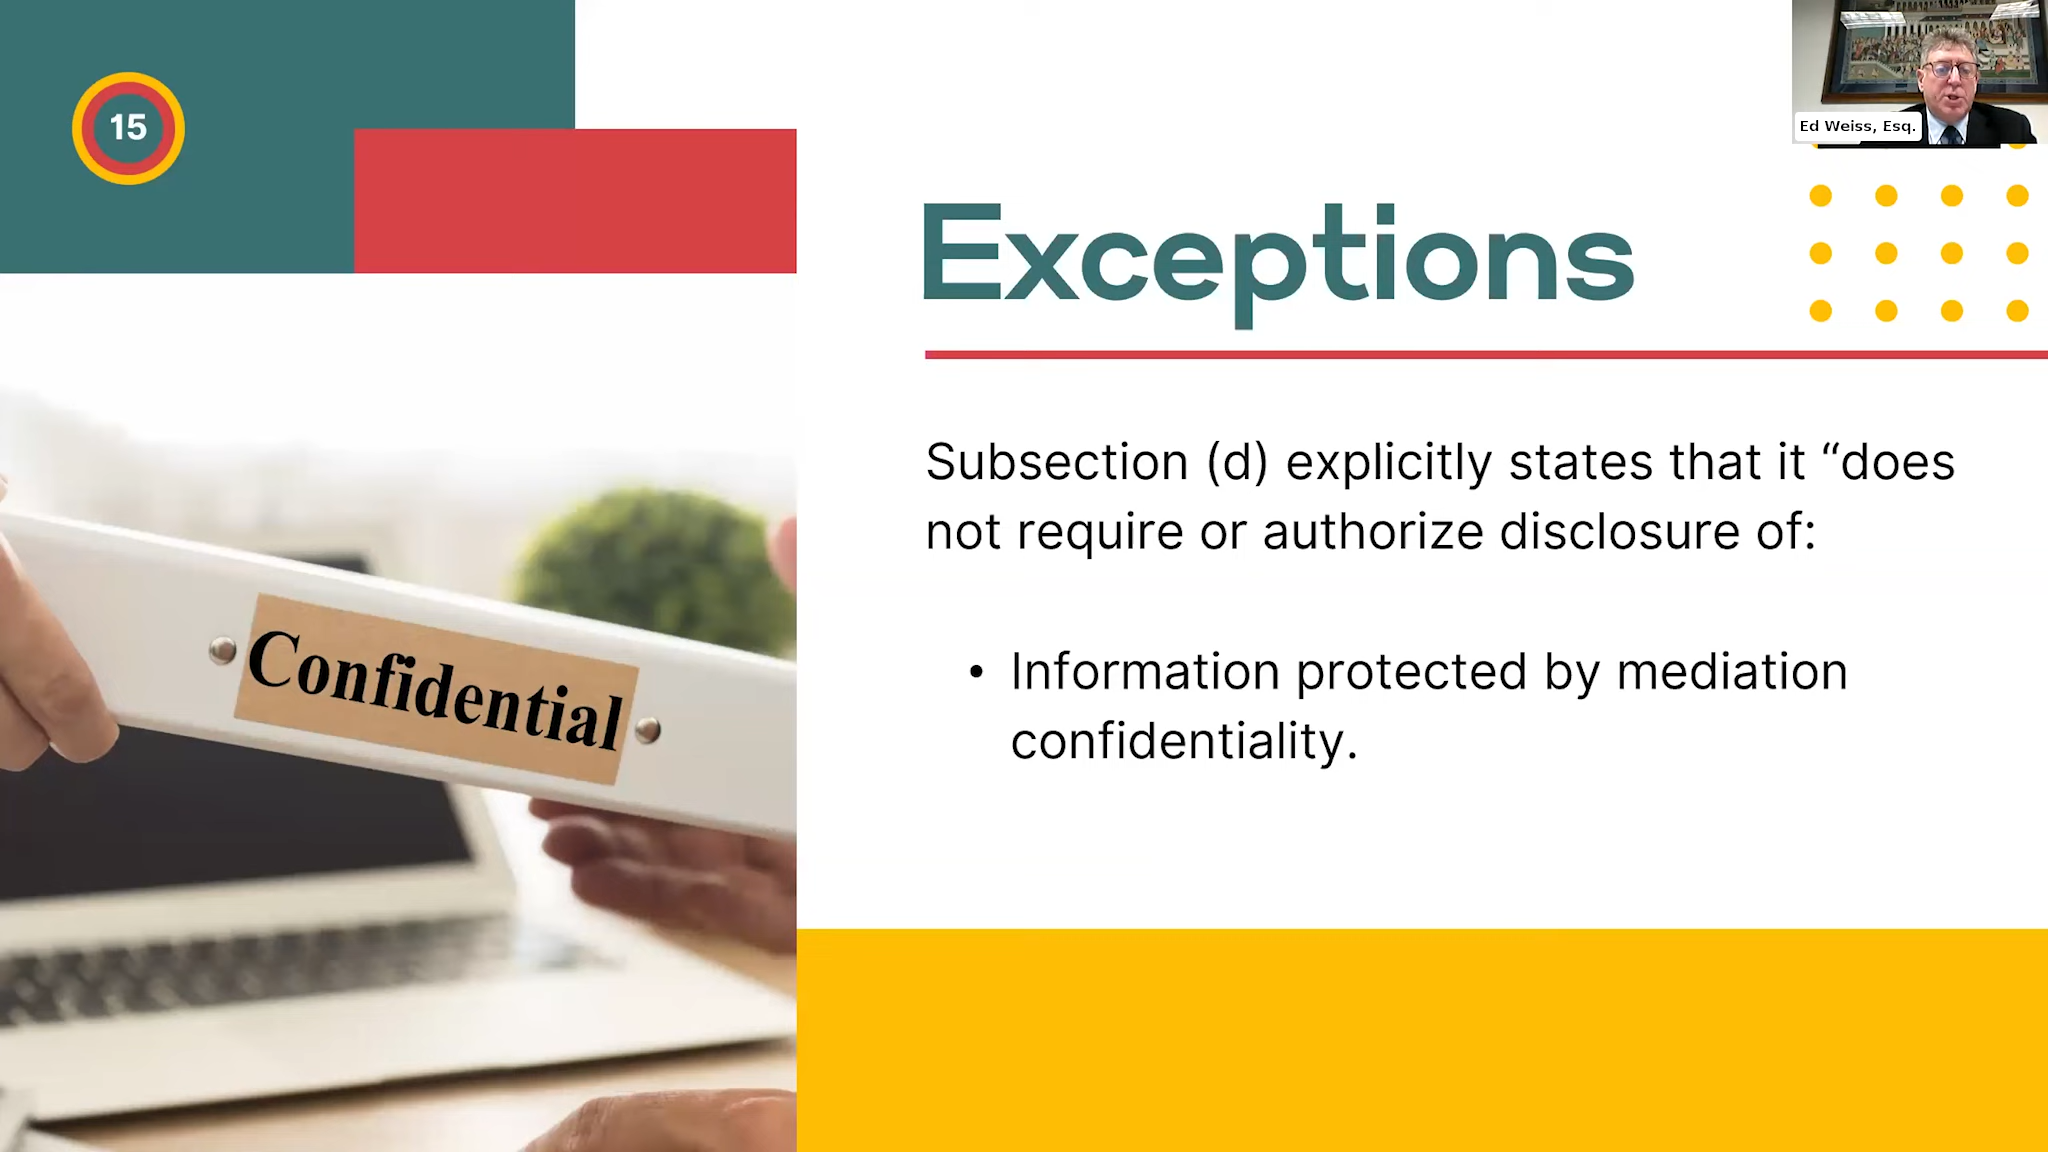 15
Ed Weiss, Esq.
Exceptions
Subsection (d) explicitly states that it “does
not require or authorize disclosure of:
• Information protected by mediation
confidentiality.
Confidential